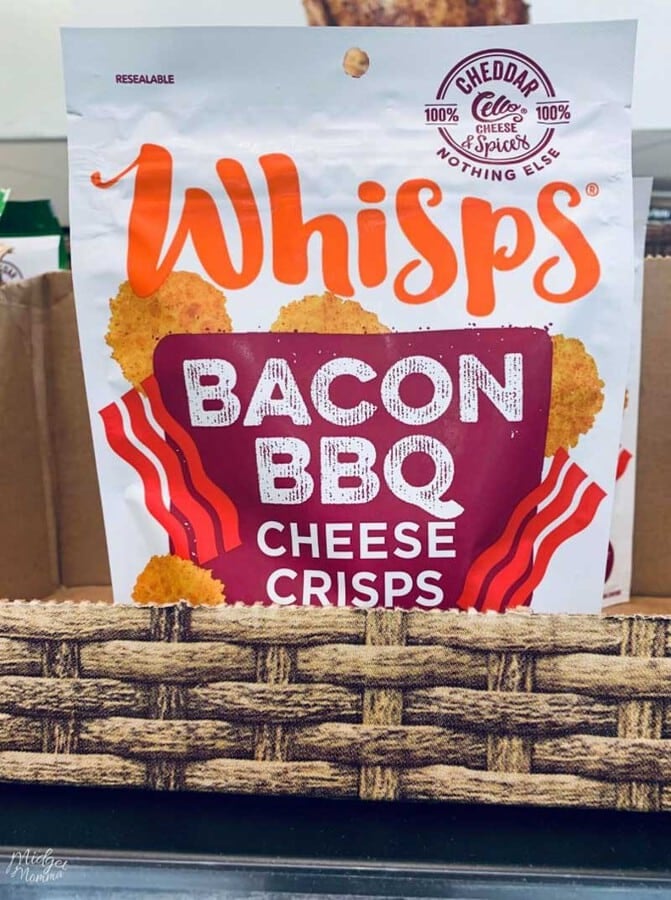 RESEALABLE
CHEDDAR
100% Cello® 100%
CHEESE
& Spices
NOTHING ELSE
Whisps®
BACON
BBQ
CHEESE
CRISPS
Midget
Momma